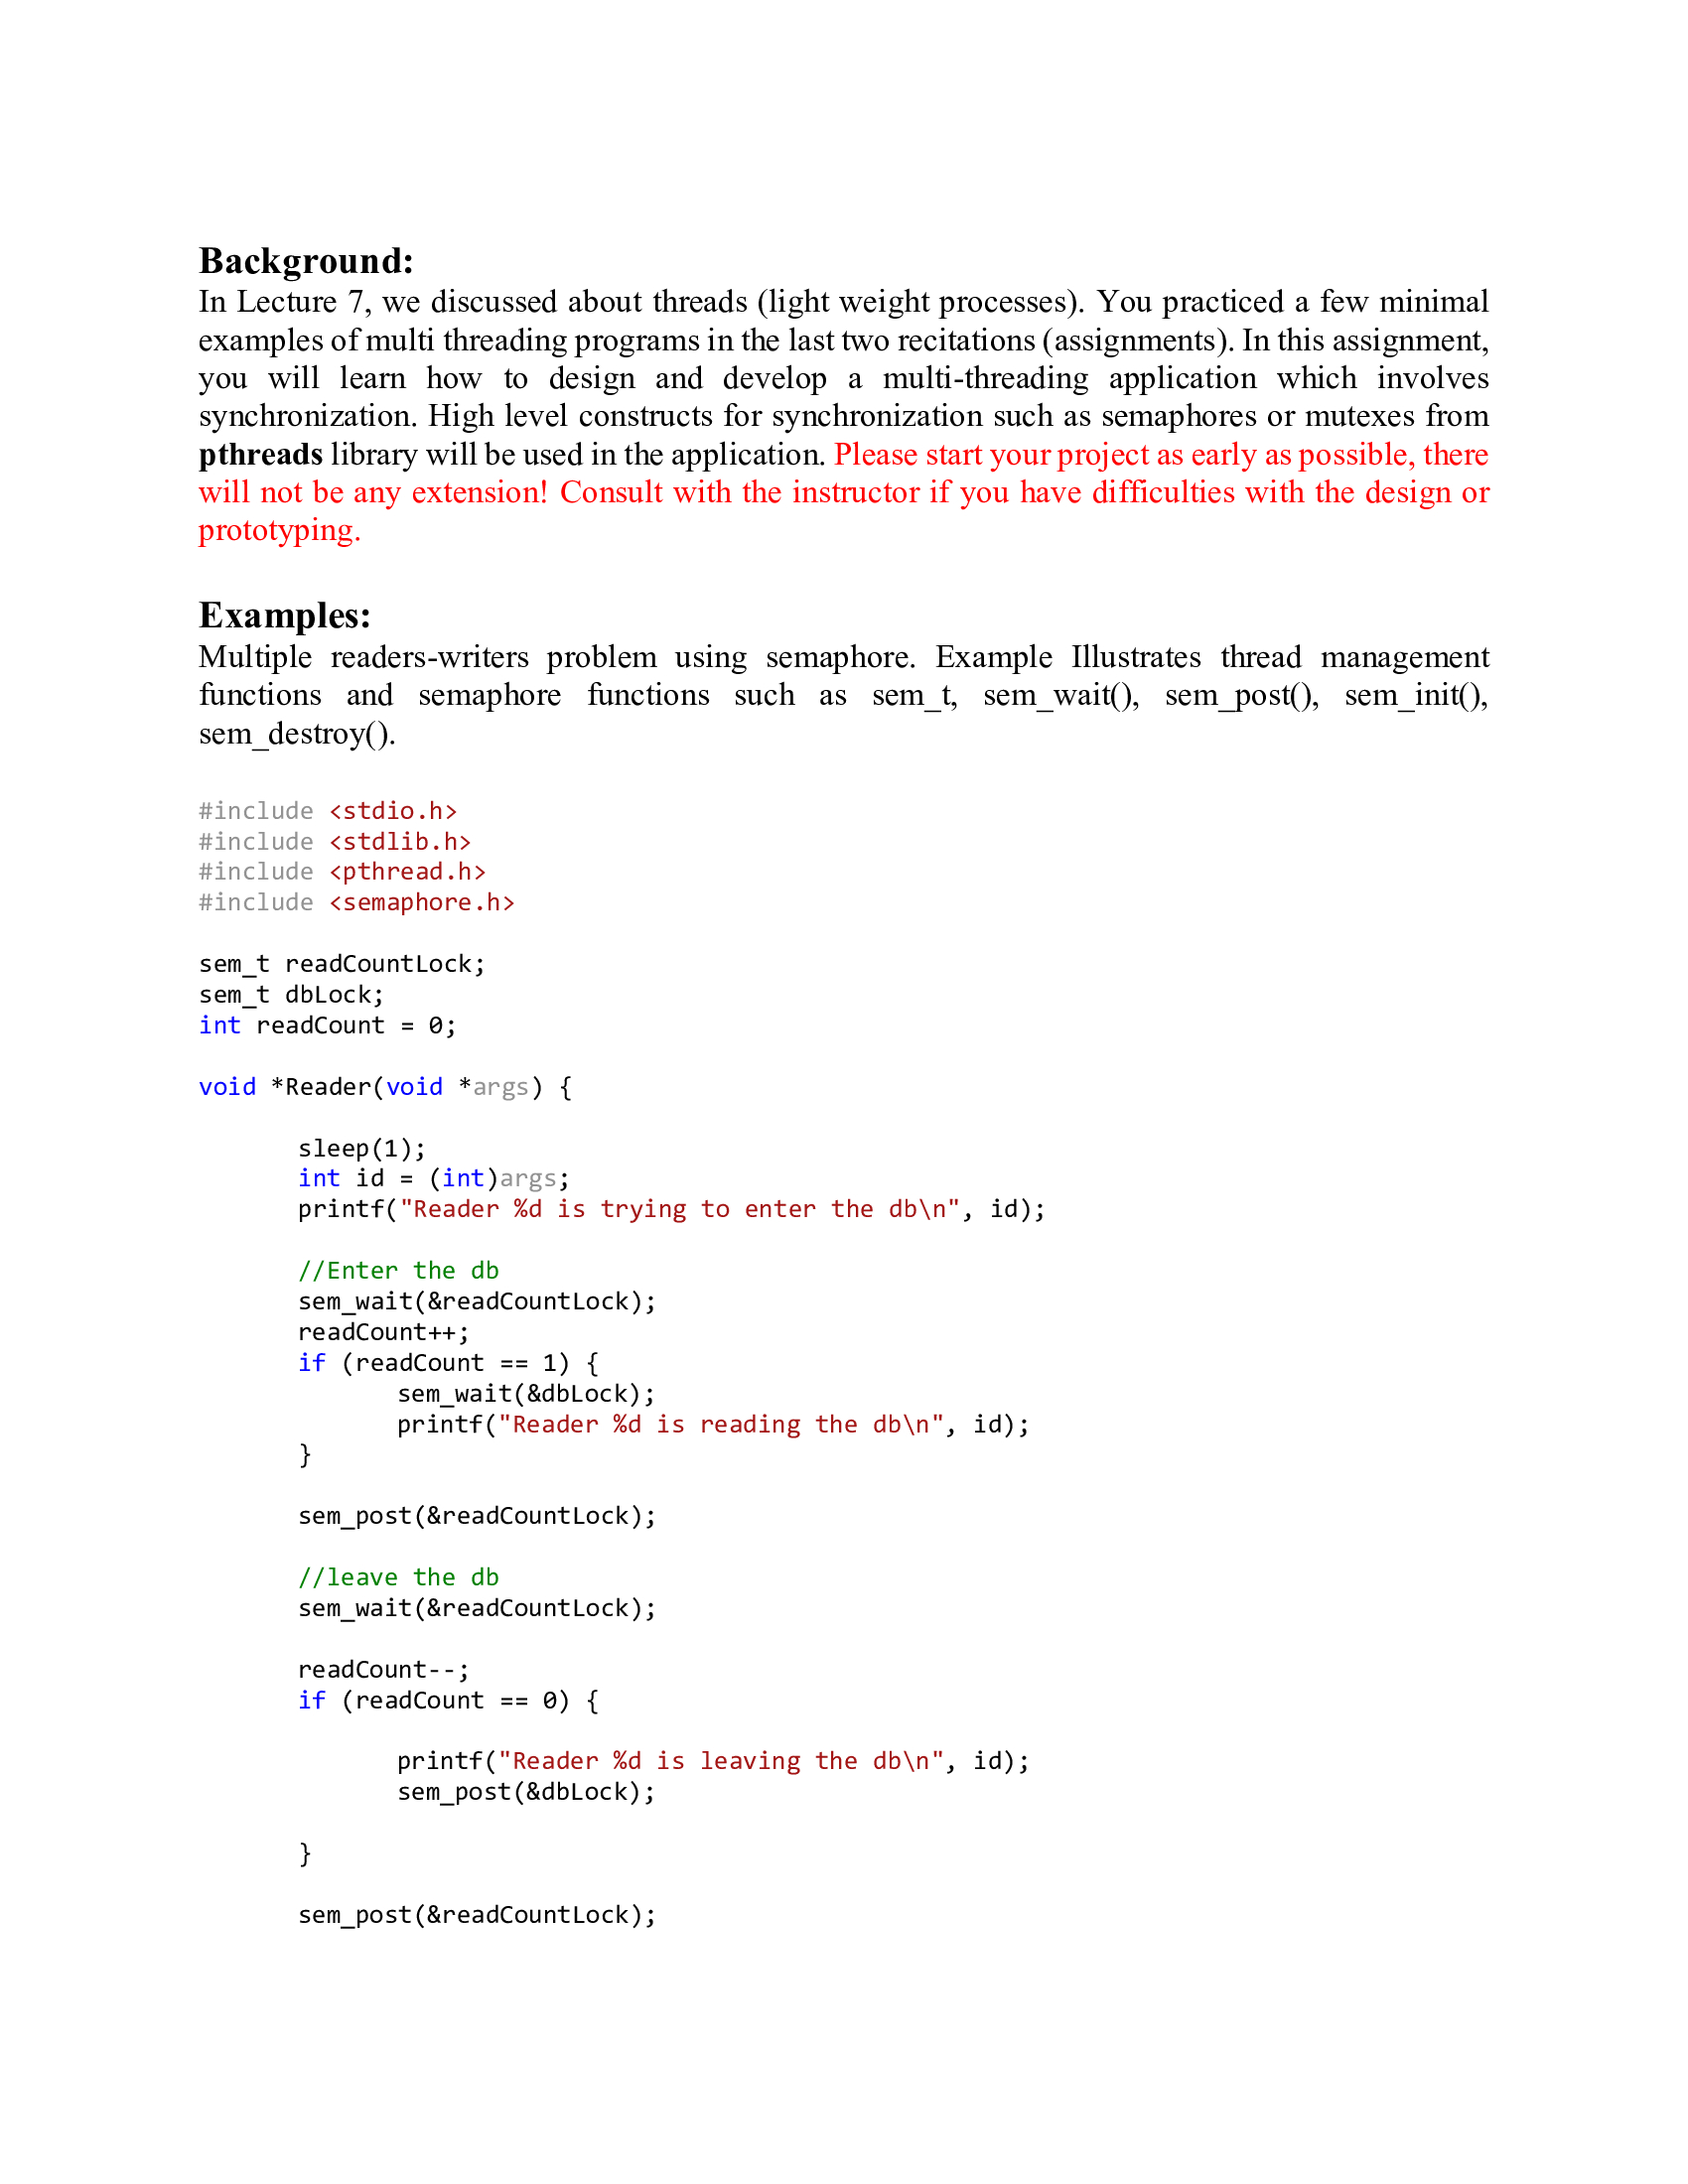 Background:
In Lecture 7, we discussed about threads (light weight processes). You practiced a few minimal
examples of multi threading programs in the last two recitations (assignments). In this assignment,
you will learn how to design and develop a multi-threading application which involves
synchronization. High level constructs for synchronization such as semaphores or mutexes from
pthreads library will be used in the application. Please start your project as early as possible, there
will not be any extension! Consult with the instructor if you have difficulties with the design or
prototyping.
Examples:
Multiple readers-writers problem using semaphore. Example Illustrates thread management
functions and semaphore functions such as sem_t, sem_wait(), sem_post(), sem_init(),
sem_destroy().
#include <stdio.h>
#include <stdlib.h>
#include <pthread.h>
#include <semaphore.h>
sem_t readCountLock;
sem_t dbLock;
int readCount = 0;
void *Reader(void *args) {
sleep(1);
int id = (int)args;
printf("Reader %d is trying to enter the db\n", id);
//Enter the db
sem_wait(&readCountLock);
readCount++;
if (readCount == 1) {
sem_wait(&dbLock);
printf("Reader %d is reading the db\n", id);
}
sem_post(&readCountLock);
//leave the db
sem_wait(&readCountLock);
readCount--;
if (readCount == 0) {
printf("Reader %d is leaving the db\n", id);
sem_post(&dbLock);
}
sem_post(&readCountLock);